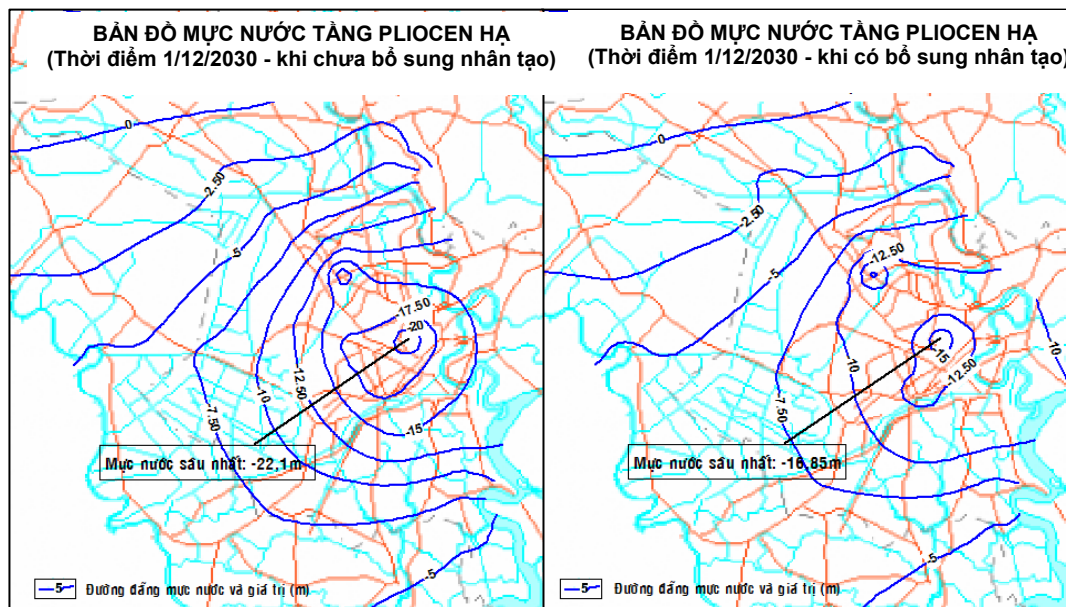 BẢN ĐỒ MỰC NƯỚC TẦNG PLIOCEN HẠ
(Thời điểm 1/12/2030 - khi chưa bổ sung nhân tạo)
0
-2.50
-5
-17.50
-20
-12.50
-10
-7.50
-15
Mực nước sâu nhất: -22,1m
-5
-5 Đường đẳng mực nước và giá trị (m)
BẢN ĐỒ MỰC NƯỚC TẦNG PLIOCEN HẠ
(Thời điểm 1/12/2030 - khi có bổ sung nhân tạo)
0
-2.50
-12.50
-5
10
-15
-10
-12.50
-7.50
Mực nước sâu nhất: -16,85m
-5
-5 Đường đẳng mực nước và giá trị (m)